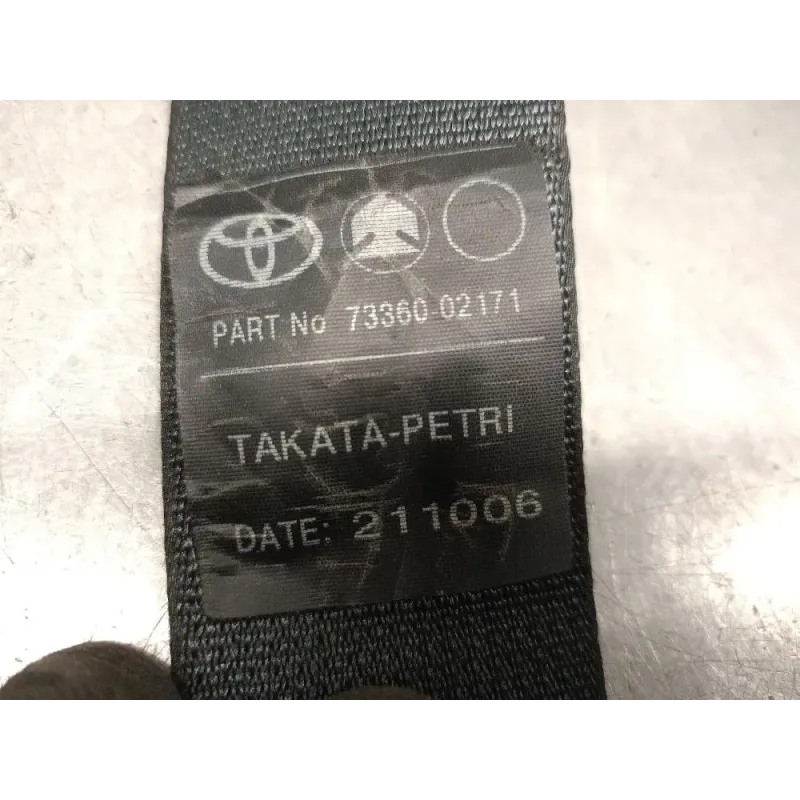 PART No 73360-02171
TAKATA-PETRI
DATE: 211006